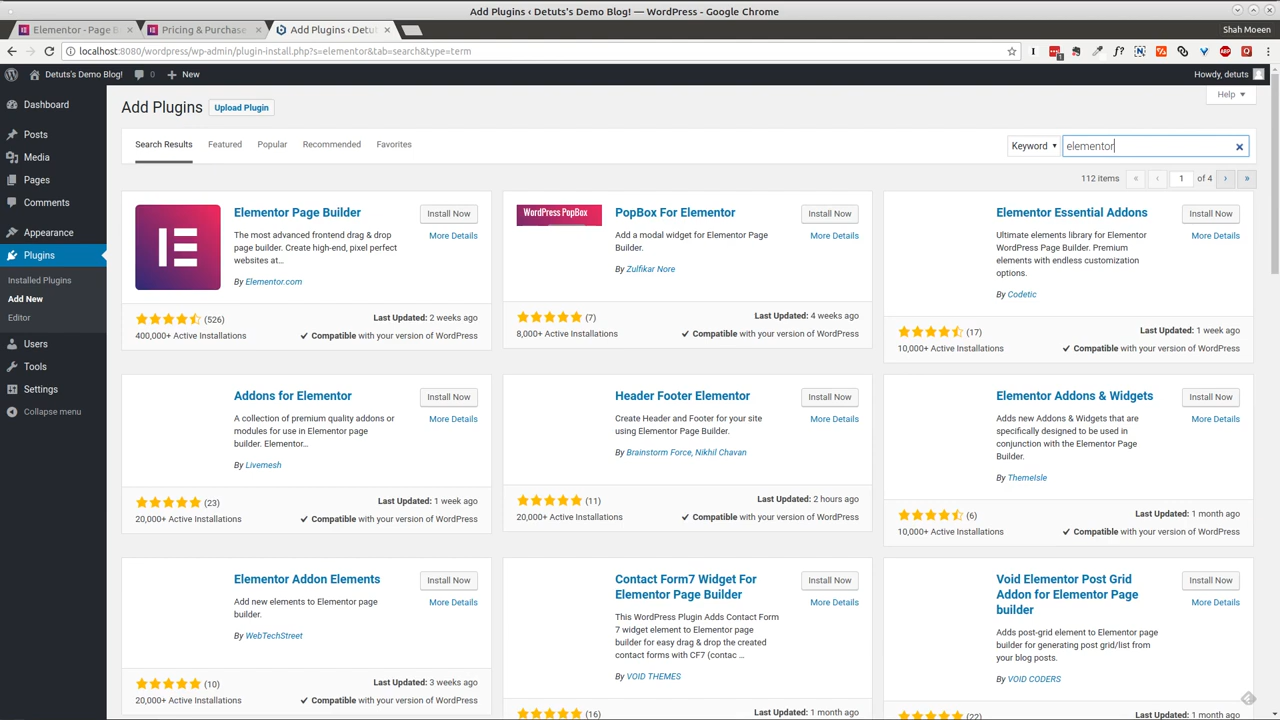 Add Plugins ‹ Detuts's Demo Blog! — WordPress - Google Chrome
Elementor - Page B ×
Pricing & Purchase ×
Add Plugins ‹ Detuts ×
Shah Moeen
localhost:8080/wordpress/wp-admin/plugin-install.php?s=elementor&tab=search&type=term
Detuts's Demo Blog! 0 + New
Howdy, detuts
Dashboard
Posts
Media
Pages
Comments
Appearance
Plugins
Installed Plugins
Add New
Editor
Users
Tools
Settings
Collapse menu
Add Plugins Upload Plugin
Help ▼
Search Results Featured Popular Recommended Favorites
Keyword ▾ elementor ×
112 items « ‹ 1 of 4 › »
Elementor Page Builder
Install Now
More Details
The most advanced frontend drag & drop
page builder. Create high-end, pixel perfect
websites at…
By Elementor.com
(526)
Last Updated: 2 weeks ago
400,000+ Active Installations
✔ Compatible with your version of WordPress
WordPress PopBox
PopBox For Elementor
Install Now
More Details
Add a modal widget for Elementor Page
Builder.
By Zulfikar Nore
(7)
Last Updated: 4 weeks ago
8,000+ Active Installations
✔ Compatible with your version of WordPress
Elementor Essential Addons
Install Now
More Details
Ultimate elements library for Elementor
WordPress Page Builder. Premium
elements with endless customization
options.
By Codetic
(17)
Last Updated: 1 week ago
10,000+ Active Installations
✔ Compatible with your version of WordPress
Addons for Elementor
Install Now
More Details
A collection of premium quality addons or
modules for use in Elementor page
builder. Elementor…
By Livemesh
(23)
Last Updated: 1 week ago
20,000+ Active Installations
✔ Compatible with your version of WordPress
Header Footer Elementor
Install Now
More Details
Create Header and Footer for your site
using Elementor Page Builder.
By Brainstorm Force, Nikhil Chavan
(11)
Last Updated: 2 hours ago
20,000+ Active Installations
✔ Compatible with your version of WordPress
Elementor Addons & Widgets
Install Now
More Details
Adds new Addons & Widgets that are
specifically designed to be used in
conjunction with the Elementor Page
Builder.
By ThemeIsle
(6)
Last Updated: 1 month ago
10,000+ Active Installations
✔ Compatible with your version of WordPress
Elementor Addon Elements
Install Now
More Details
Add new elements to Elementor page
builder.
By WebTechStreet
(10)
Last Updated: 3 weeks ago
20,000+ Active Installations
✔ Compatible with your version of WordPress
Contact Form7 Widget For
Elementor Page Builder
Install Now
More Details
This WordPress Plugin Adds Contact Form
7 widget element to Elementor page
builder for easy drag & drop the created
contact forms with CF7 (contac …
By VOID THEMES
(16)
Last Updated: 1 month ago
Void Elementor Post Grid
Addon for Elementor Page
builder
Install Now
More Details
Adds post-grid element to Elementor page
builder for generating post grid/list from
your blog posts.
By VOID CODERS
(22)
Last Updated: 1 month ago